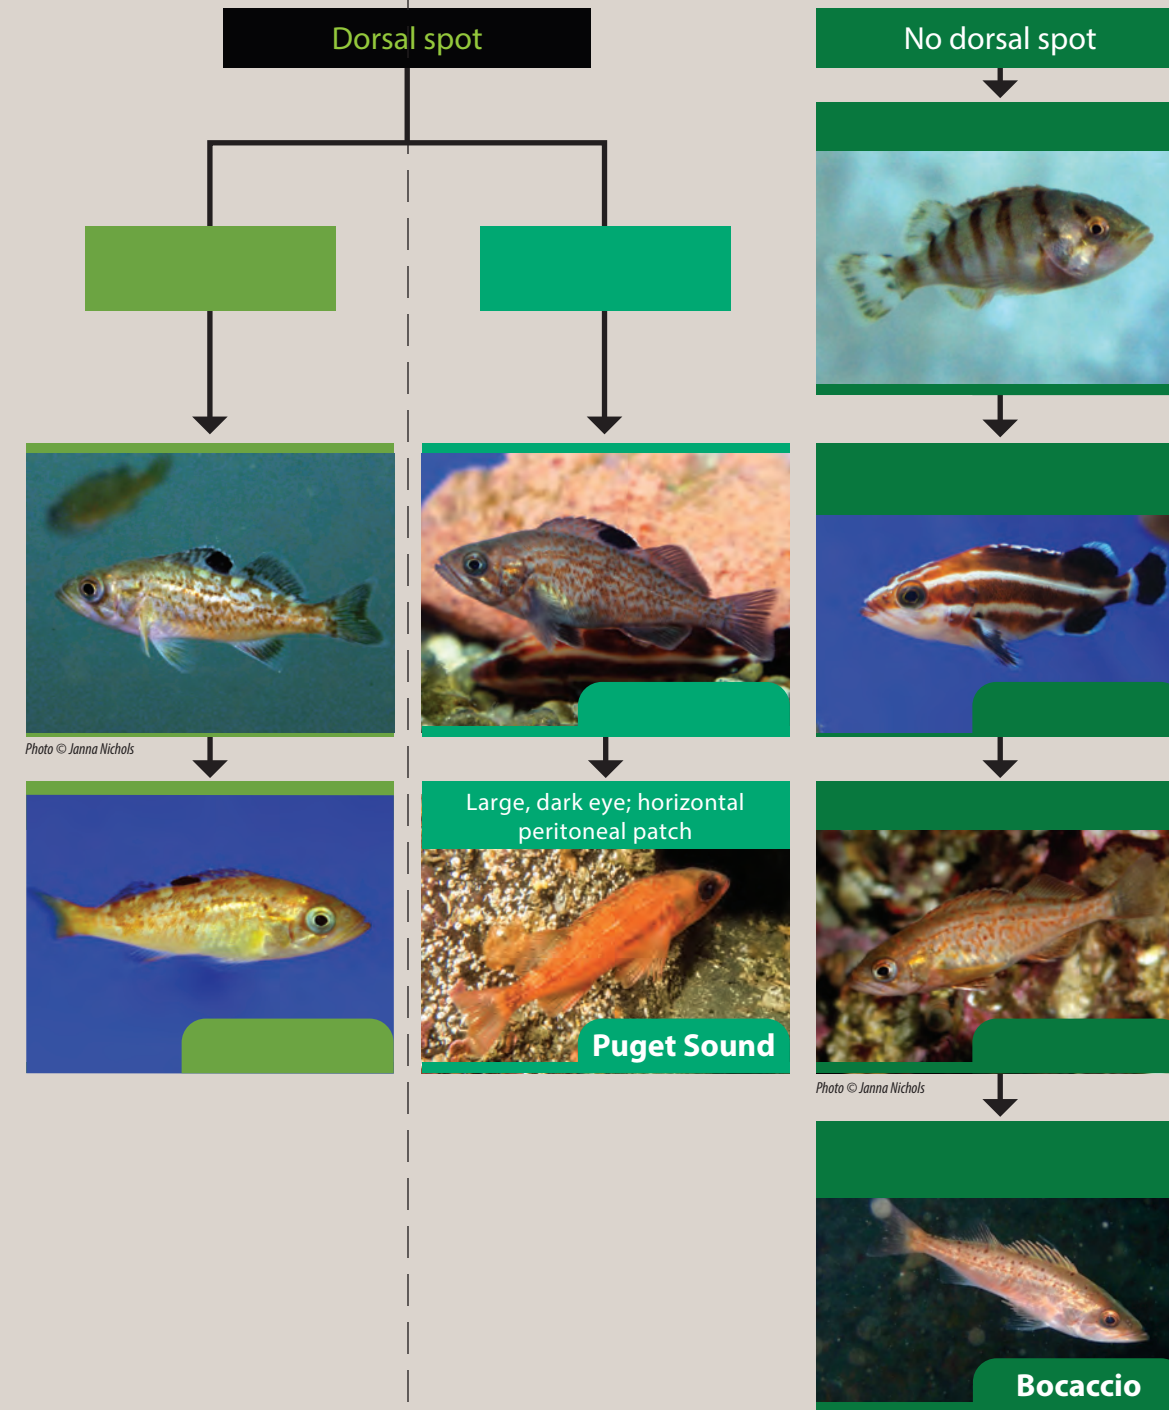 Dorsal spot
No dorsal spot
Photo © Janna Nichols
Large, dark eye; horizontal
peritoneal patch
Puget Sound
Photo © Janna Nichols
Bocaccio